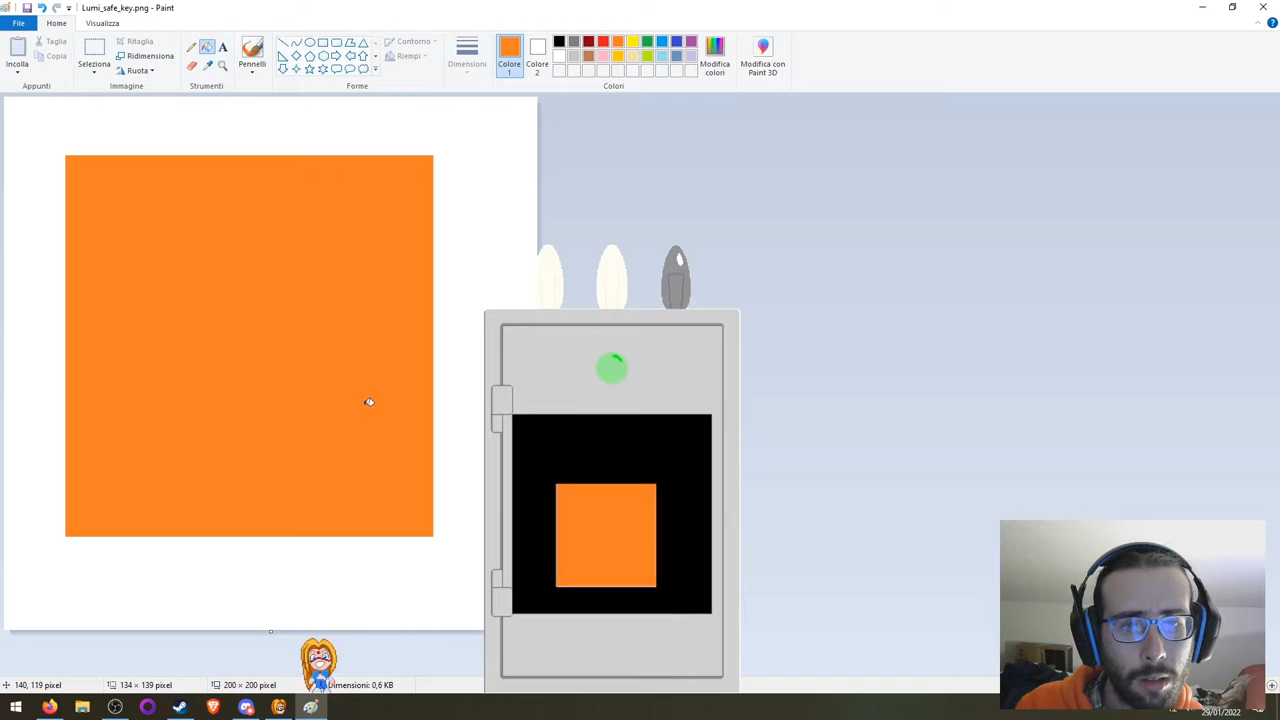 Lumi_safe_key.png - Paint
File
Home
Visualizza
Incolla
Taglia
Copia
Appunti
Seleziona
Ritaglia
Ridimensiona
Ruota
Immagine
A
Strumenti
Pennelli
Contorno
Riempi
Forme
Dimensioni
Colore
1
Colore
2
Modifica
colori
Colori
Modifica con
Paint 3D
140, 119 pixel
134 × 139 pixel
200 × 200 pixel
Dimensioni: 0,6 KB
29/01/2022